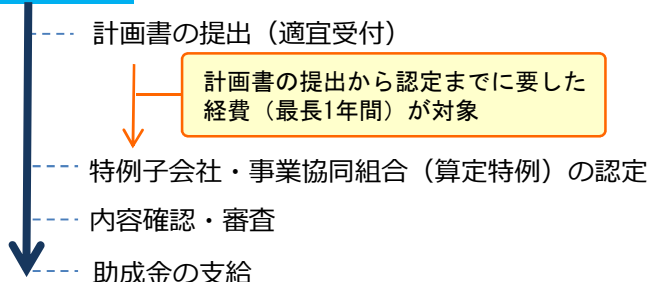 計画書の提出（適宜受付）
計画書の提出から認定までに要した
経費（最長1年間）が対象
特例子会社・事業協同組合（算定特例）の認定
内容確認・審査
助成金の支給